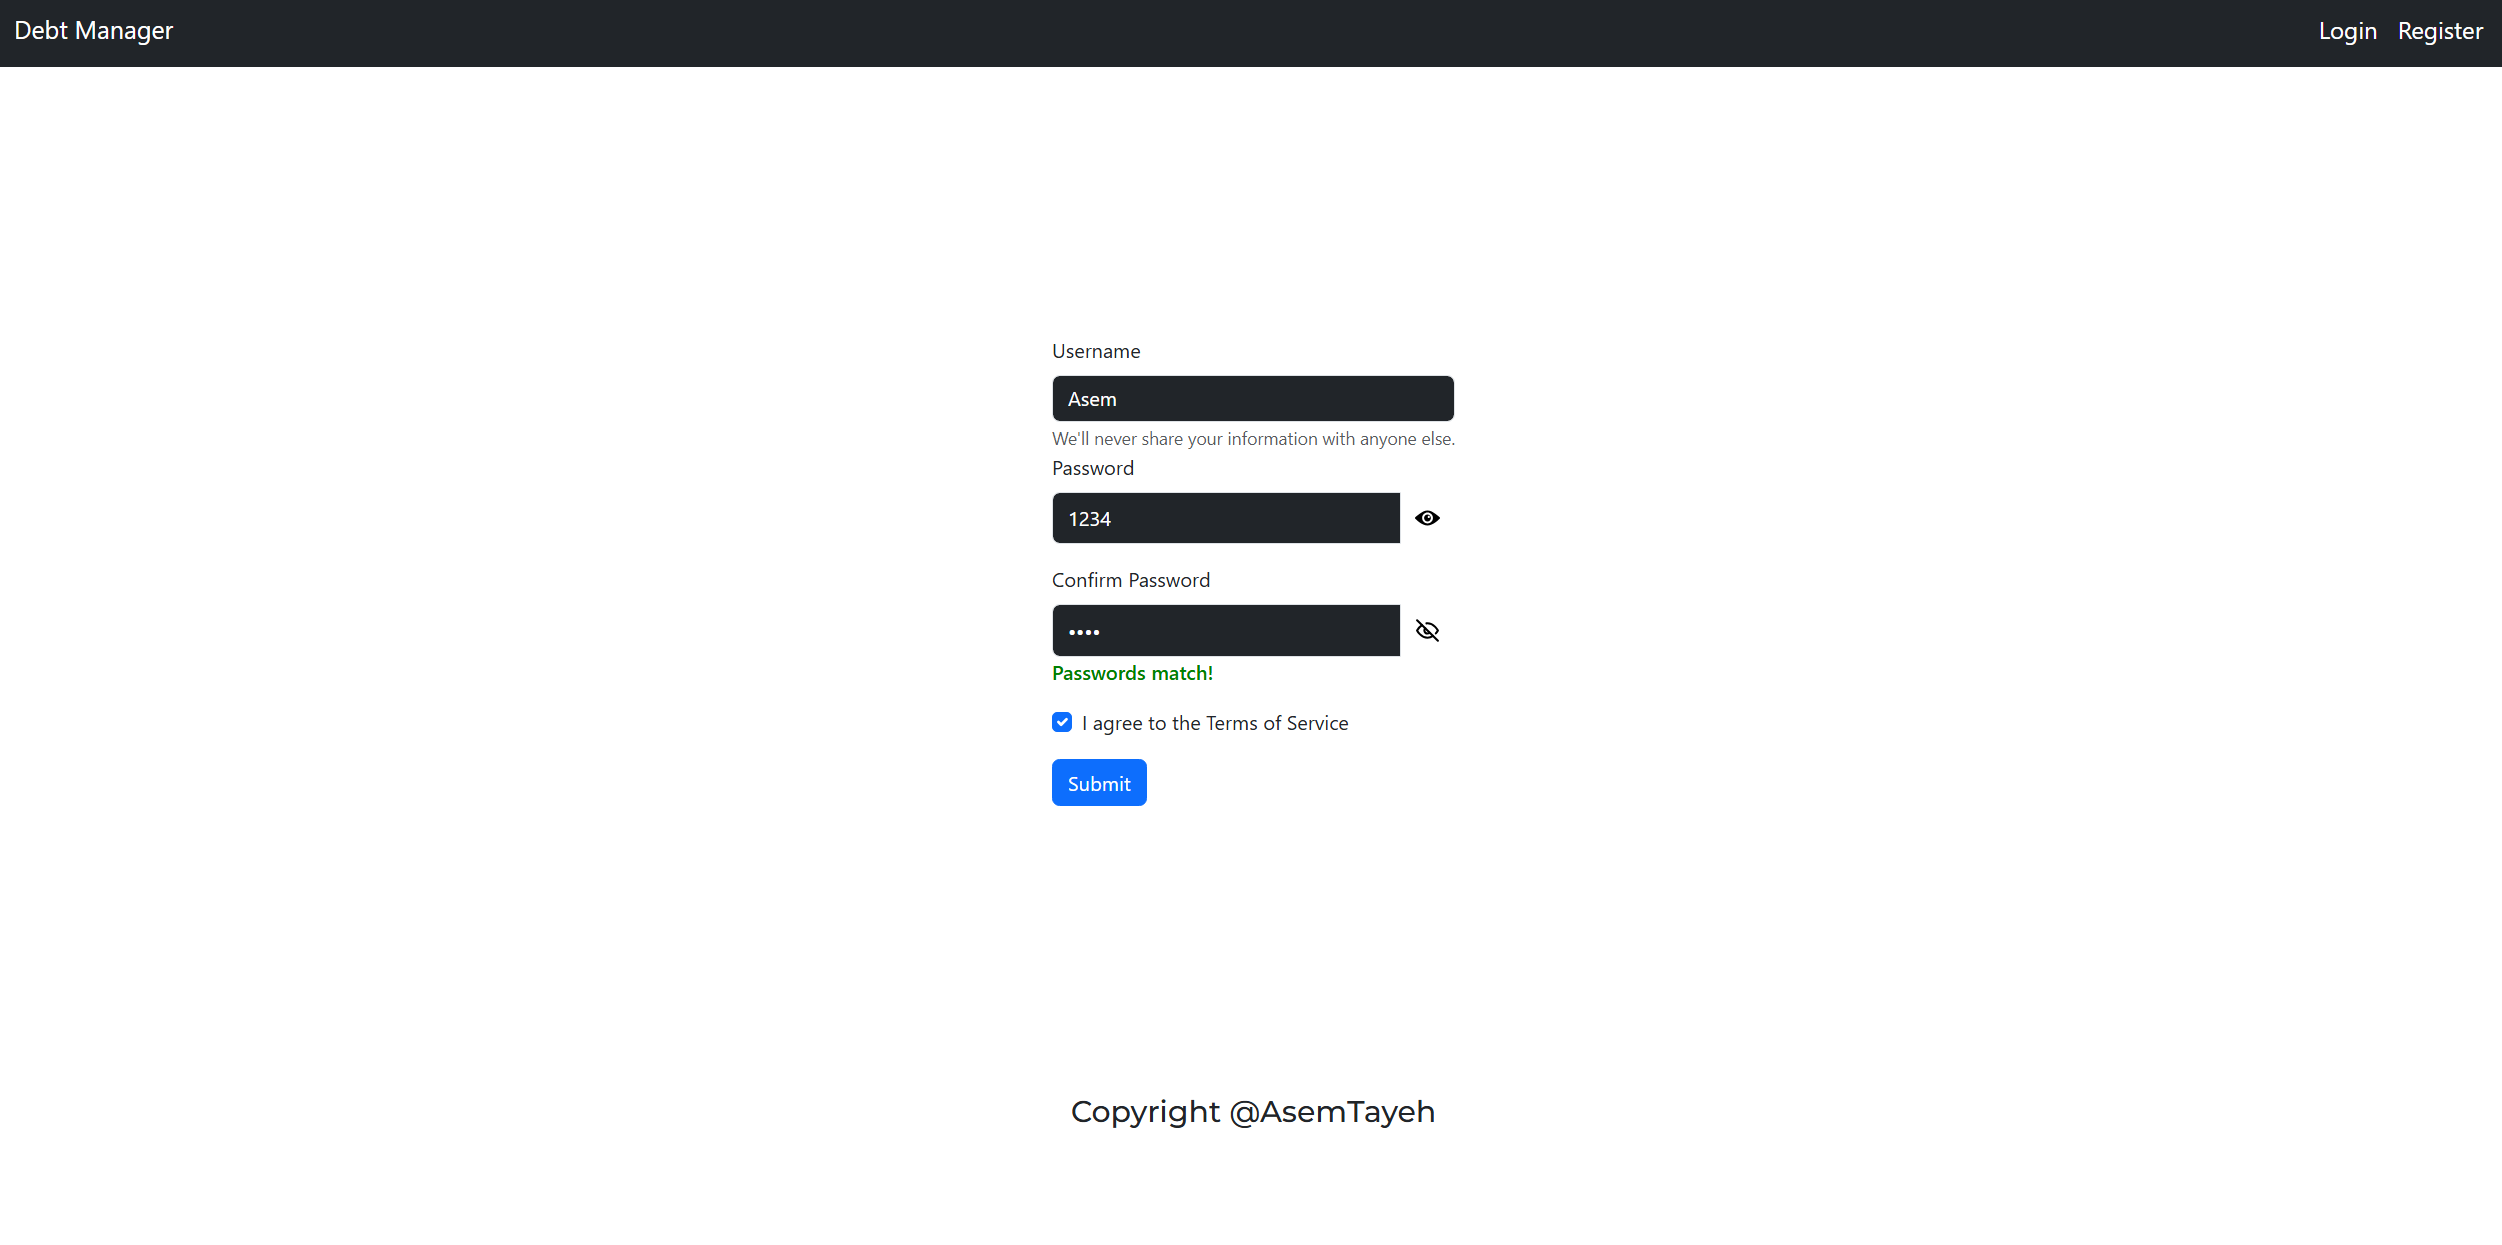 Debt Manager
Login
Register
Username
Asem
We'll never share your information with anyone else.
Password
1234
Confirm Password
••••
Passwords match!
I agree to the Terms of Service
Submit
Copyright @AsemTayeh